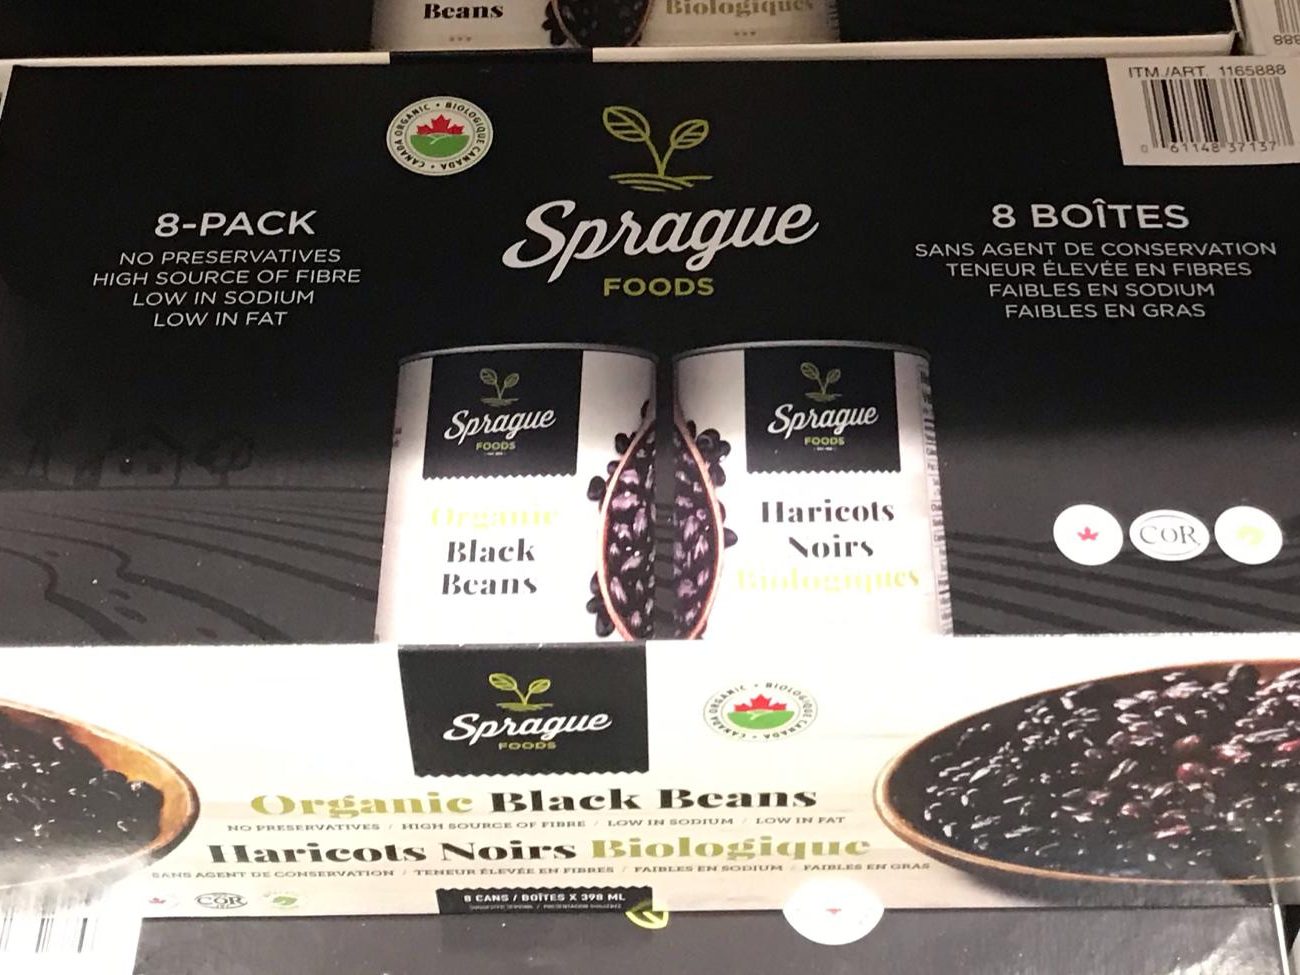 Beans
Biologiques
ITM./ART. 1165888
0 61148 37137
888
CANADA ORGANIC • BIOLOGIQUE CANADA •
Sprague
FOODS
8-PACK
NO PRESERVATIVES
HIGH SOURCE OF FIBRE
LOW IN SODIUM
LOW IN FAT
8 BOÎTES
SANS AGENT DE CONSERVATION
TENEUR ÉLEVÉE EN FIBRES
FAIBLES EN SODIUM
FAIBLES EN GRAS
Sprague
FOODS
Organic
Black
Beans
Sprague
FOODS
Haricots
Noirs
Biologiques
COR
Sprague
FOODS
CANADA ORGANIC • BIOLOGIQUE CANADA •
Organic Black Beans
NO PRESERVATIVES / HIGH SOURCE OF FIBRE / LOW IN SODIUM / LOW IN FAT
Haricots Noirs Biologique
SANS AGENT DE CONSERVATION / TENEUR ÉLEVÉE EN FIBRES / FAIBLES EN SODIUM / FAIBLES EN GRAS
COR
8 CANS / BOÎTES X 398 ML